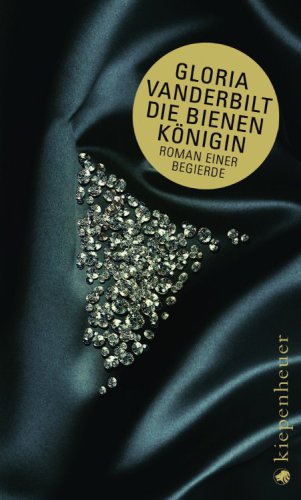 GLORIA
VANDERBILT
DIE BIENEN
KÖNIGIN
ROMAN EINER
BEGIERDE
kiepenheuer